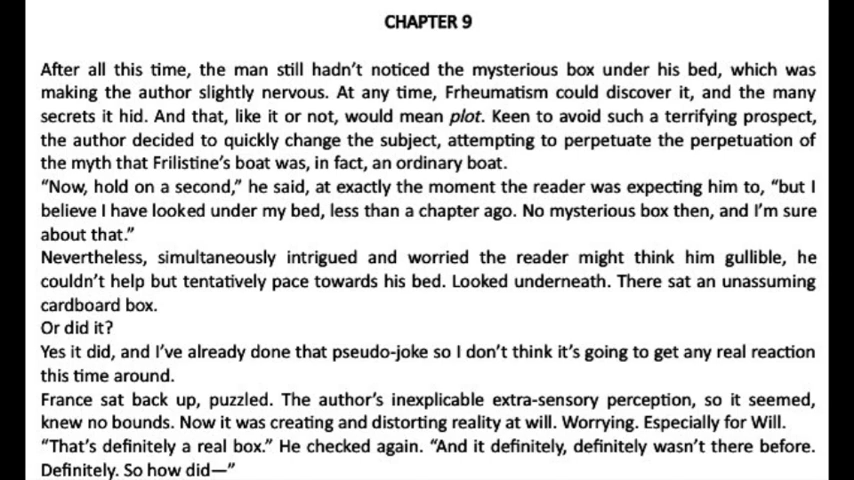 CHAPTER 9
After all this time, the man still hadn’t noticed the mysterious box under his bed, which was
making the author slightly nervous. At any time, Frheumatism could discover it, and the many
secrets it hid. And that, like it or not, would mean plot. Keen to avoid such a terrifying prospect,
the author decided to quickly change the subject, attempting to perpetuate the perpetuation of
the myth that Frilistine’s boat was, in fact, an ordinary boat.
“Now, hold on a second,” he said, at exactly the moment the reader was expecting him to, “but I
believe I have looked under my bed, less than a chapter ago. No mysterious box then, and I’m sure
about that.”
Nevertheless, simultaneously intrigued and worried the reader might think him gullible, he
couldn’t help but tentatively pace towards his bed. Looked underneath. There sat an unassuming
cardboard box.
Or did it?
Yes it did, and I’ve already done that pseudo-joke so I don’t think it’s going to get any real reaction
this time around.
France sat back up, puzzled. The author’s inexplicable extra-sensory perception, so it seemed,
knew no bounds. Now it was creating and distorting reality at will. Worrying. Especially for Will.
“That’s definitely a real box.” He checked again. “And it definitely, definitely wasn’t there before.
Definitely. So how did—”